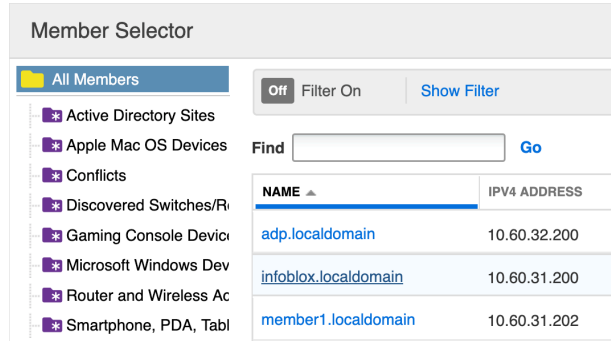 Member Selector
All Members
Active Directory Sites
Apple Mac OS Devices
Conflicts
Discovered Switches/R
Gaming Console Devic
Microsoft Windows Dev
Router and Wireless Ac
Smartphone, PDA, Tabl
Off Filter On Show Filter
Find Go
NAME IPV4 ADDRESS
adp.localdomain 10.60.32.200
infoblox.localdomain 10.60.31.200
member1.localdomain 10.60.31.202